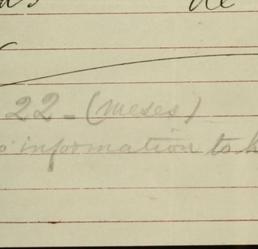 22 - (meses)
information to